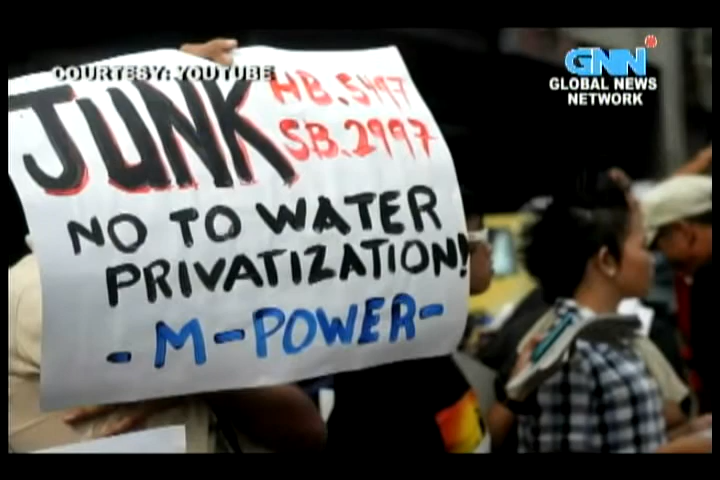 COURTESY: YOUTUBE
GNN
GLOBAL NEWS
NETWORK
JUNK
HB.5497
SB.2997
NO TO WATER
PRIVATIZATION!
-M-POWER-